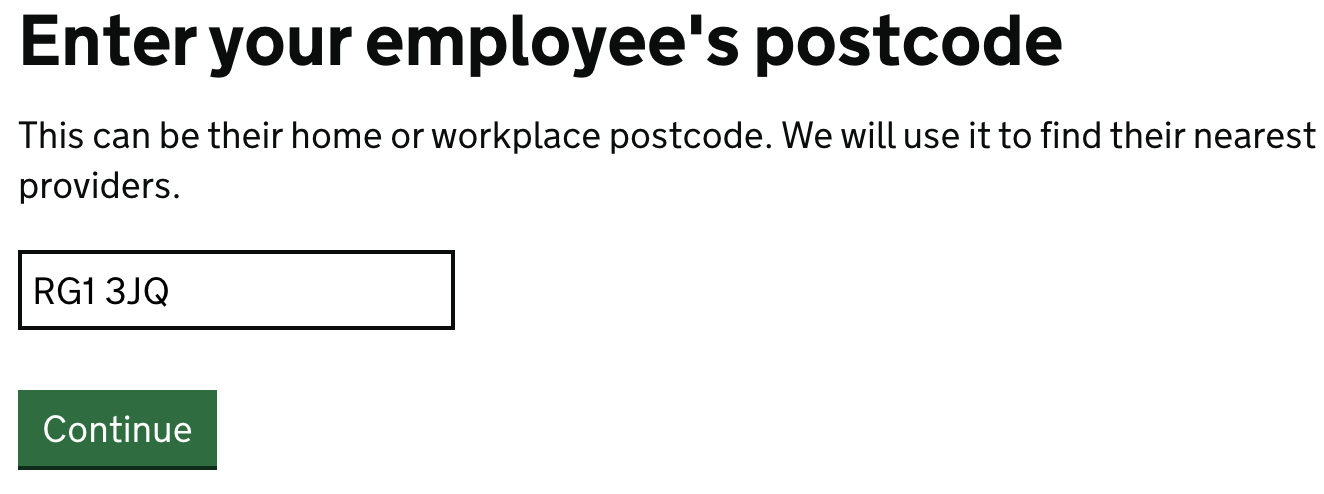 Enter your employee's postcode
This can be their home or workplace postcode. We will use it to find their nearest
providers.
RG1 3JQ
Continue